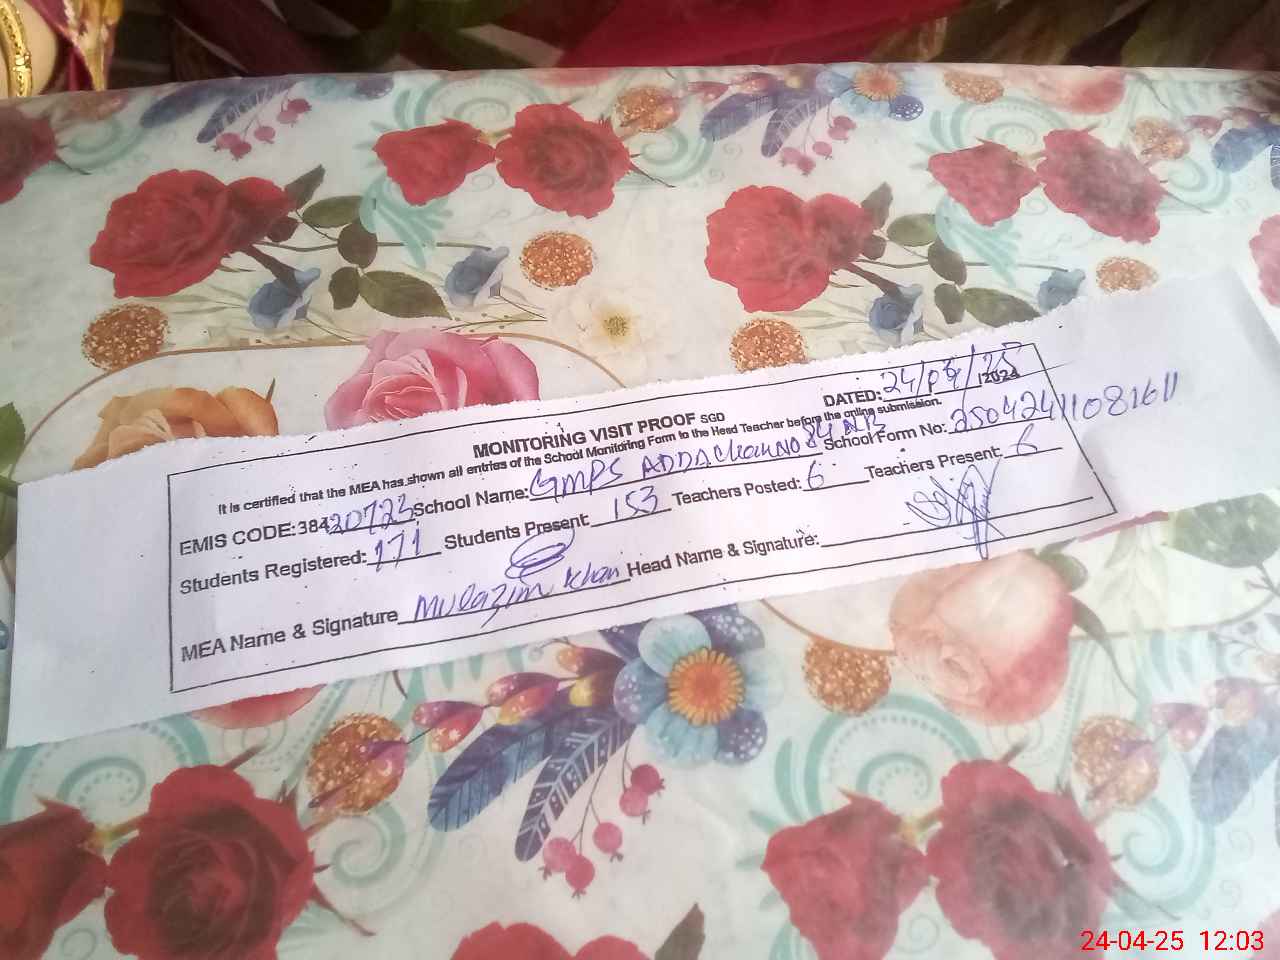 MONITORING VISIT PROOF SGD
DATED: 24/04/25 /2024
It is certified that the MEA has shown all entries of the School Monitoring Form to the Head Teacher before the online submission.
EMIS CODE:38420723 School Name: GMPS ADDA Chak NO 84 NB School Form No: 25042411081611
Students Registered: 171 Students Present: 153 Teachers Posted: 6 Teachers Present: 6
MEA Name & Signature Mulazim Khan Head Name & Signature:
24-04-25 12:03